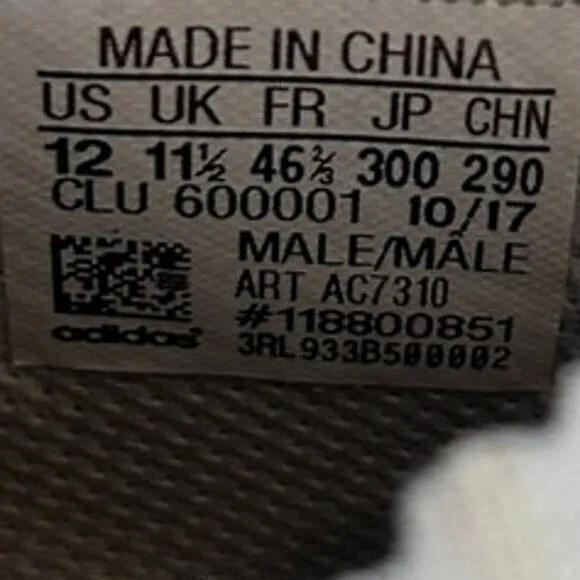 MADE IN CHINA
US UK FR JP CHN
12 11½ 46⅔ 300 290
CLU 600001 10/17
MALE/MÂLE
ART AC7310
#118800851
3RL933B500002
adidas